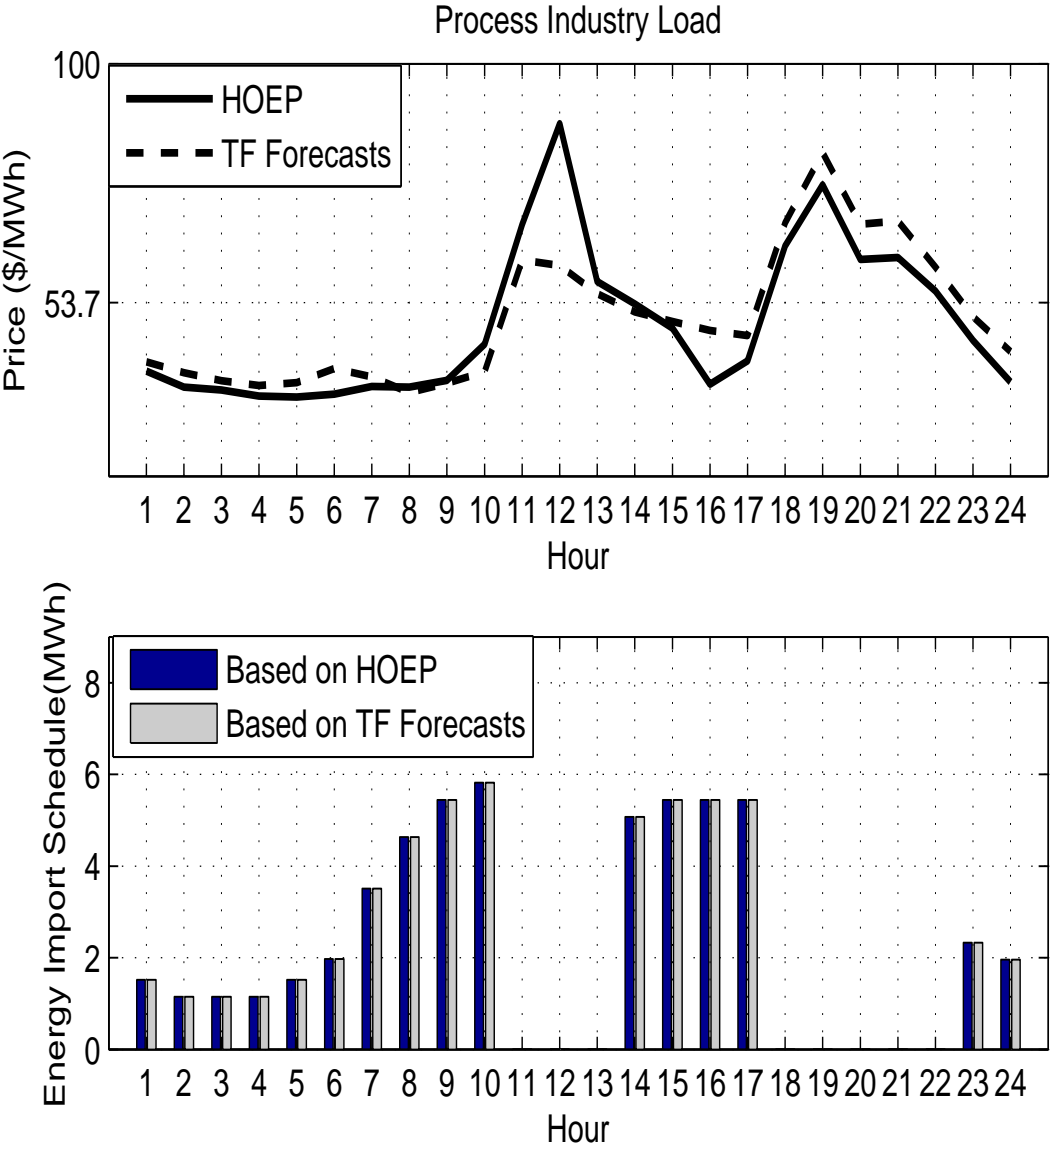 Process Industry Load
100
HOEP
TF Forecasts
53.7
Price ($/MWh)
1 2 3 4 5 6 7 8 9 10 11 12 13 14 15 16 17 18 19 20 21 22 23 24
Hour
Based on HOEP
Based on TF Forecasts
8
6
4
2
0
Energy Import Schedule(MWh)
1 2 3 4 5 6 7 8 9 10 11 12 13 14 15 16 17 18 19 20 21 22 23 24
Hour